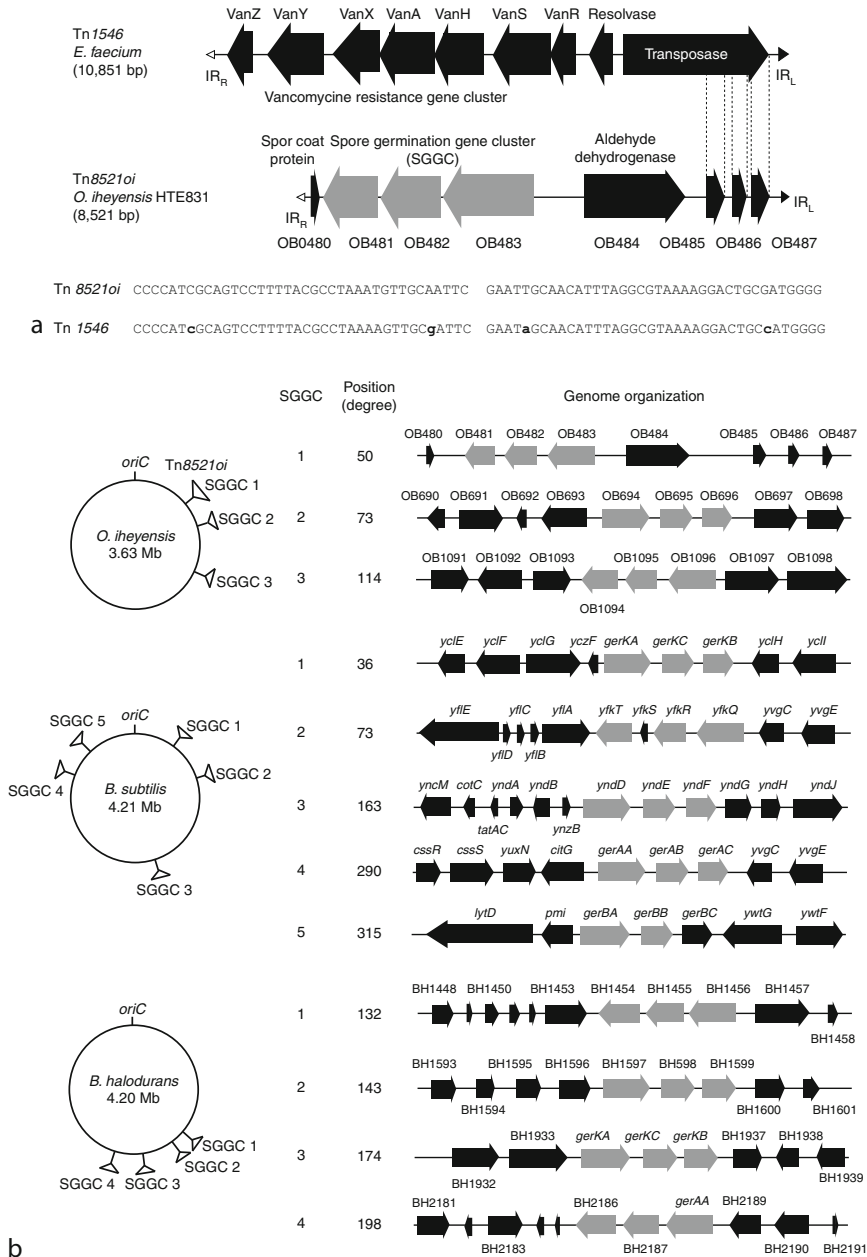 VanZ VanY VanX VanA VanH VanS VanR Resolvase
Tn1546
E. faecium
(10,851 bp)
Transposase
IRR IRL
Vancomycine resistance gene cluster
Spor coat protein
Spore germination gene cluster (SGGC)
Aldehyde dehydrogenase
Tn8521oi
O. iheyensis HTE831
(8,521 bp)
IRR IRL
OB0480 OB481 OB482 OB483 OB484 OB485 OB486 OB487
Tn 8521oi CCCCATCGCAGTCCTTTTACGCCTAAATGTTGCAATTC GAATTGCAACATTTAGGCGTAAAAGGACTGCGATGGGG
a Tn 1546 CCCCATcGCAGTCCTTTTACGCCTAAAAGTTGCgATTC GAATaGCAACATTTAGGCGTAAAAGGACTGCcATGGGG
SGGC Position (degree) Genome organization
oriC Tn8521oi
SGGC 1
SGGC 2
SGGC 3
O. iheyensis
3.63 Mb
1 50
OB480 OB481 OB482 OB483 OB484 OB485 OB486 OB487
2 73
OB690 OB691 OB692 OB693 OB694 OB695 OB696 OB697 OB698
3 114
OB1091 OB1092 OB1093 OB1095 OB1096 OB1097 OB1098
OB1094
oriC
SGGC 5 SGGC 1
SGGC 4 SGGC 2
SGGC 3
B. subtilis
4.21 Mb
1 36
yclE yclF yclG yczF gerKA gerKC gerKB yclH yclI
2 73
yflE yflC yflA yfkT yfkS yfkR yfkQ yvgC yvgE
yflD yflB
3 163
yncM cotC yndA yndB yndD yndE yndF yndG yndH yndJ
tatAC ynzB
4 290
cssR cssS yuxN citG gerAA gerAB gerAC yvgC yvgE
5 315
lytD pmi gerBA gerBB gerBC ywtG ywtF
oriC
B. halodurans
4.20 Mb
SGGC 1
SGGC 2
SGGC 4 SGGC 3
1 132
BH1448 BH1450 BH1453 BH1454 BH1455 BH1456 BH1457
BH1458
2 143
BH1593 BH1595 BH1596 BH1597 BH598 BH1599
BH1594 BH1600 BH1601
3 174
BH1933 gerKA gerKC gerKB BH1937 BH1938
BH1932 BH1939
4 198
BH2181 BH2186 gerAA BH2189
BH2183 BH2187 BH2190 BH2191
b